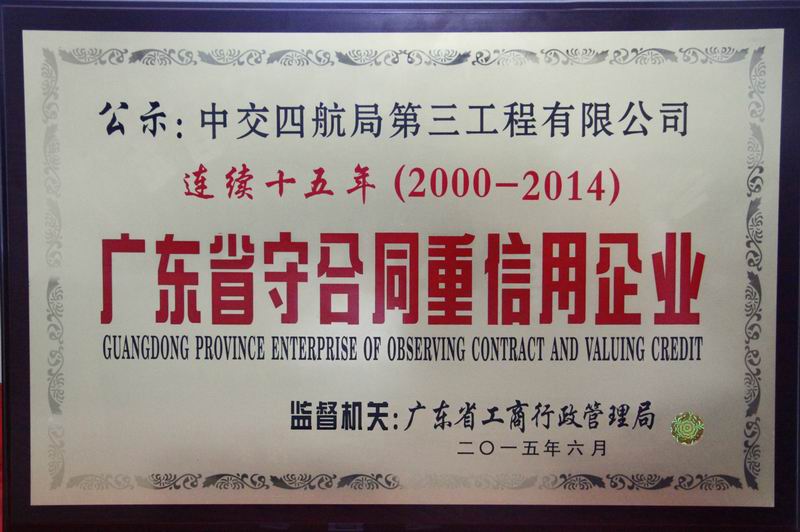 公示：中交四航局第三工程有限公司
连续十五年（2000-2014）
广东省守合同重信用企业
GUANGDONG PROVINCE ENTERPRISE OF OBSERVING CONTRACT AND VALUING CREDIT
监督机关：广东省工商行政管理局
二〇一五年六月